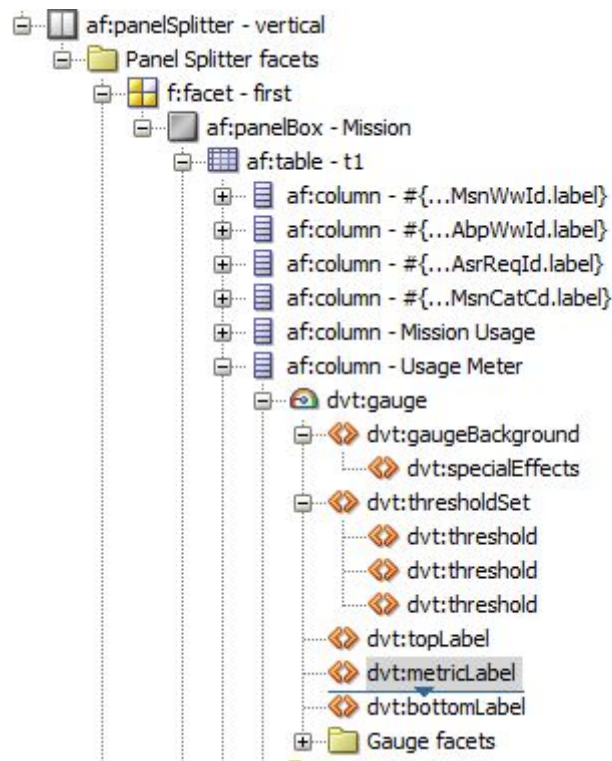 af:panelSplitter - vertical
Panel Splitter facets
f:facet - first
af:panelBox - Mission
af:table - t1
af:column - #{...MsnWwId.label}
af:column - #{...AbpWwId.label}
af:column - #{...AsrReqId.label}
af:column - #{...MsnCatCd.label}
af:column - Mission Usage
af:column - Usage Meter
dvt:gauge
dvt:gaugeBackground
dvt:specialEffects
dvt:thresholdSet
dvt:threshold
dvt:threshold
dvt:threshold
dvt:topLabel
dvt:metricLabel
dvt:bottomLabel
Gauge facets